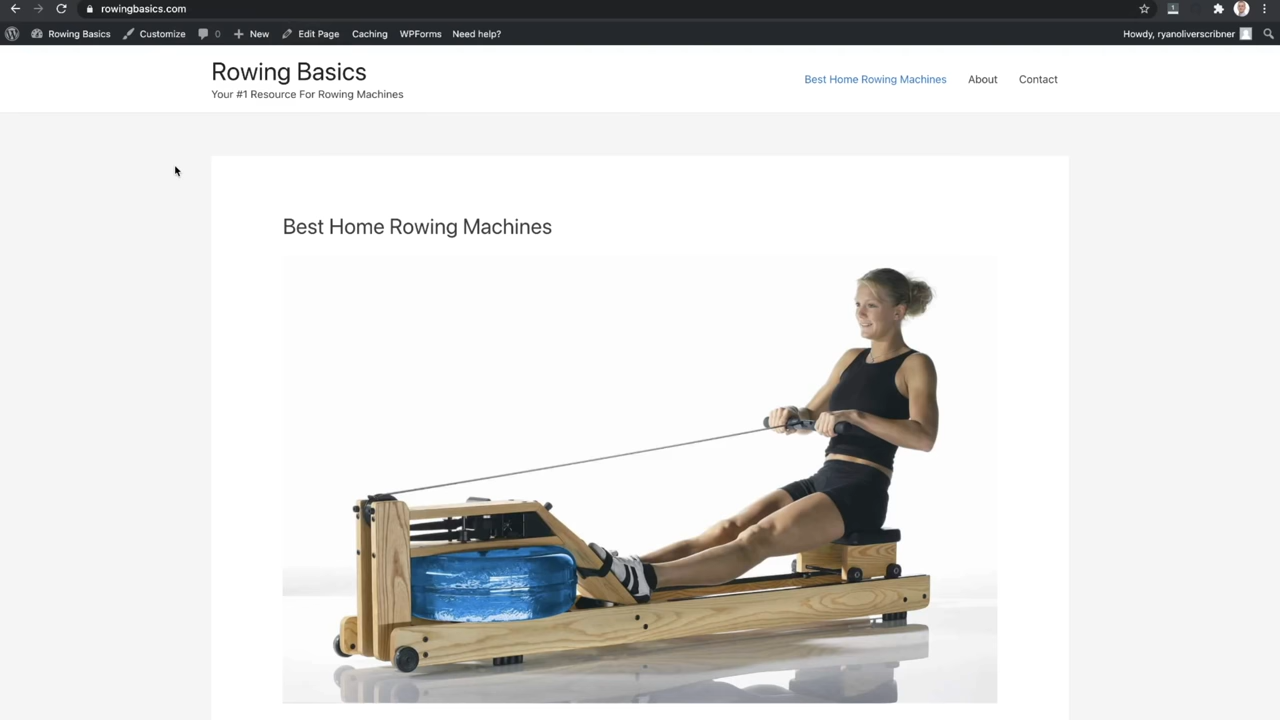 rowingbasics.com
Rowing Basics Customize 0 New Edit Page Caching WPForms Need help? Howdy, ryanoliverscribner
Rowing Basics
Your #1 Resource For Rowing Machines
Best Home Rowing Machines About Contact
Best Home Rowing Machines